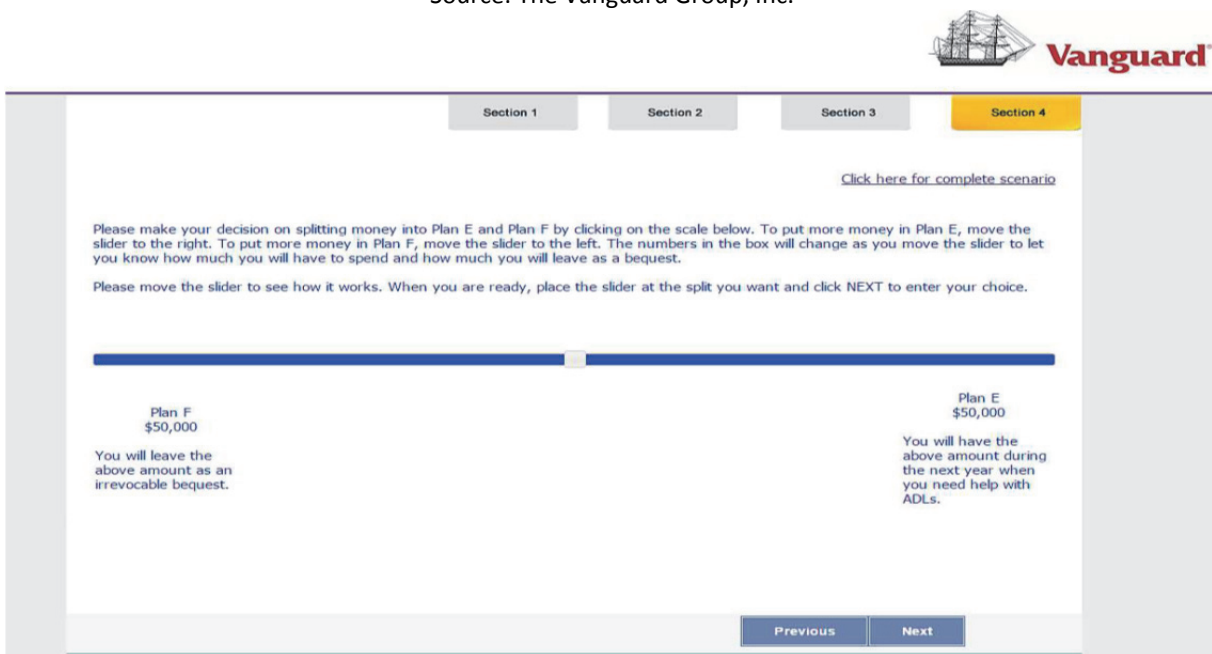 Source: The Vanguard Group, Inc.
Vanguard®
Section 1 Section 2 Section 3 Section 4
Click here for complete scenario
Please make your decision on splitting money into Plan E and Plan F by clicking on the scale below. To put more money in Plan E, move the
slider to the right. To put more money in Plan F, move the slider to the left. The numbers in the box will change as you move the slider to let
you know how much you will have to spend and how much you will leave as a bequest.
Please move the slider to see how it works. When you are ready, place the slider at the split you want and click NEXT to enter your choice.
Plan F
$50,000
You will leave the
above amount as an
irrevocable bequest.
Plan E
$50,000
You will have the
above amount during
the next year when
you need help with
ADLs.
Previous Next